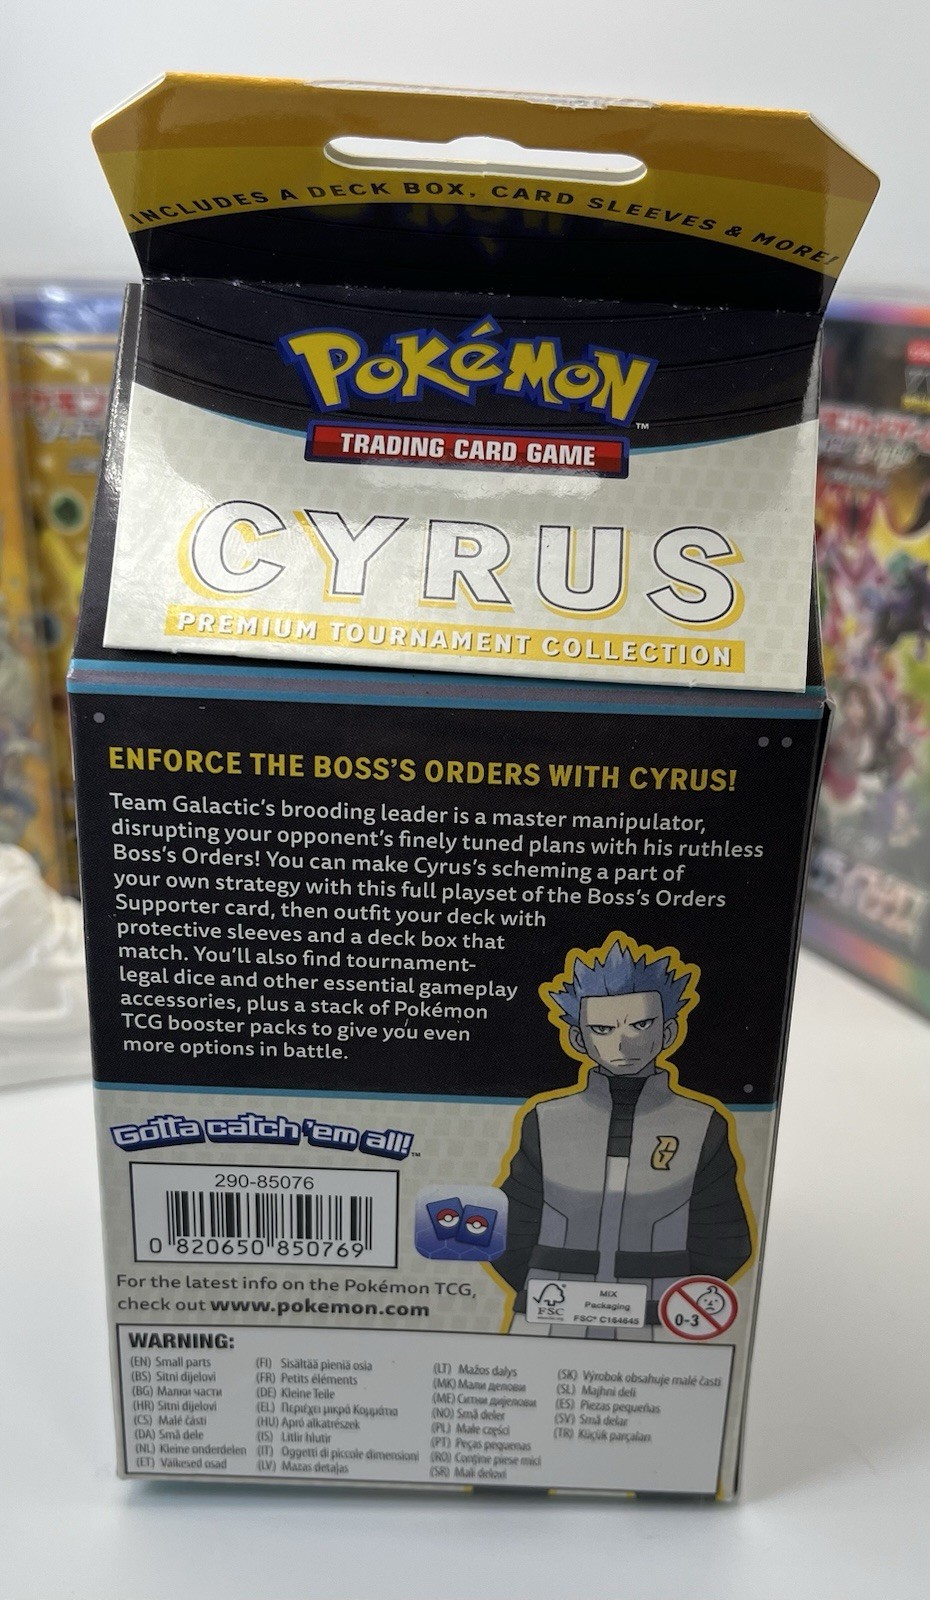 INCLUDES A DECK BOX, CARD SLEEVES & MORE!
POKéMON™
TRADING CARD GAME
CYRUS
PREMIUM TOURNAMENT COLLECTION
ENFORCE THE BOSS'S ORDERS WITH CYRUS!
Team Galactic's brooding leader is a master manipulator,
disrupting your opponent's finely tuned plans with his ruthless
Boss's Orders! You can make Cyrus's scheming a part of
your own strategy with this full playset of the Boss's Orders
Supporter card, then outfit your deck with
protective sleeves and a deck box that
match. You'll also find tournament-
legal dice and other essential gameplay
accessories, plus a stack of Pokémon
TCG booster packs to give you even
more options in battle.
Gotta catch 'em all!™
290-85076
0 820650 850769
For the latest info on the Pokémon TCG,
check out www.pokemon.com
G
FSC
MIX
Packaging
FSC® C164645
0-3
WARNING:
(EN) Small parts
(BS) Sitni dijelovi
(BG) Малки части
(HR) Sitni dijelovi
(CS) Malé části
(DA) Små dele
(NL) Kleine onderdelen
(ET) Väikesed osad
(FI) Sisältää pieniä osia
(FR) Petits éléments
(DE) Kleine Teile
(EL) Περιέχει μικρά Κομμάτια
(HU) Apró alkatrészek
(IS) Litlir hlutir
(IT) Oggetti di piccole dimensioni
(LV) Mazas detaļas
(LT) Mažos dalys
(MK) Мали делови
(ME) Ситни дијелови
(NO) Små deler
(PL) Małe części
(PT) Peças pequenas
(RO) Conține piese mici
(SR) Mali delovi
(SK) Výrobok obsahuje malé časti
(SL) Majhni deli
(ES) Piezas pequeñas
(SV) Små delar
(TR) Küçük parçaları